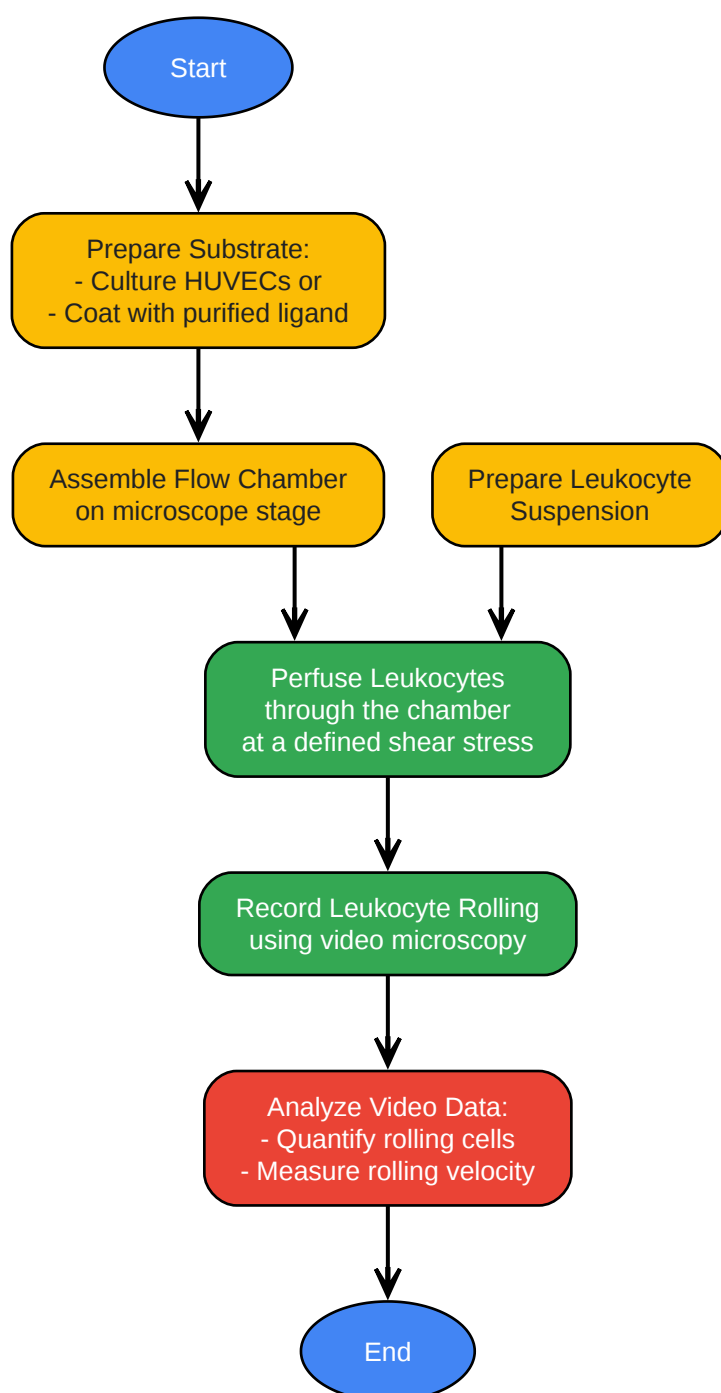 Start
Prepare Substrate:
- Culture HUVECs or
- Coat with purified ligand
Assemble Flow Chamber
on microscope stage
Prepare Leukocyte
Suspension
Perfuse Leukocytes
through the chamber
at a defined shear stress
Record Leukocyte Rolling
using video microscopy
Analyze Video Data:
- Quantify rolling cells
- Measure rolling velocity
End